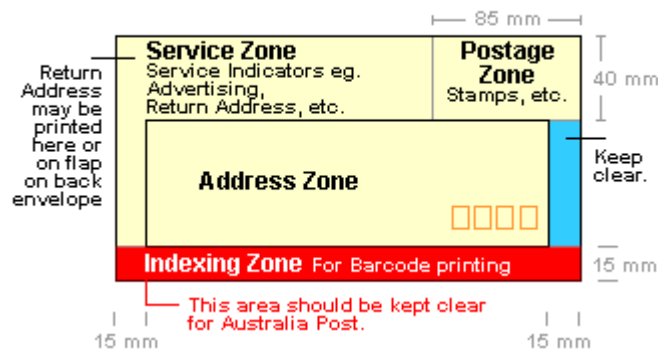 85 mm
Service Zone
Service Indicators eg.
Advertising,
Return Address, etc.
Postage
Zone
Stamps, etc.
40 mm
Return
Address
may be
printed
here or
on flap
on back
envelope
Keep
clear.
Address Zone
Indexing Zone For Barcode printing
15 mm
This area should be kept clear
for Australia Post.
15 mm
15 mm